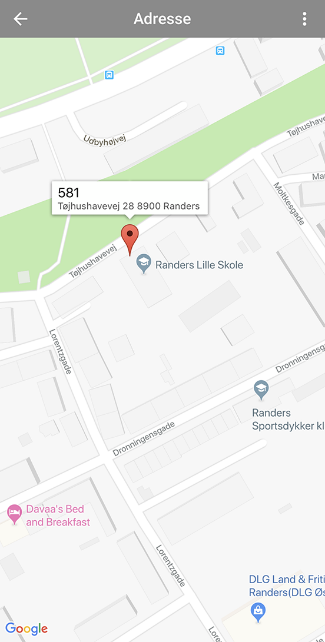 Adresse
Udbyhøjvej
Tøjhushavevej
581
Tøjhushavevej 28 8900 Randers
Moltkesgade
Tøjhushavevej
Randers Lille Skole
Lorentzgade
Dronningensg
Randers
Sportsdykker kl
Dronningensgade
Davaa's Bed
and Breakfast
Lorentzgade
DLG Land & Friti
Randers(DLG Øs
Google